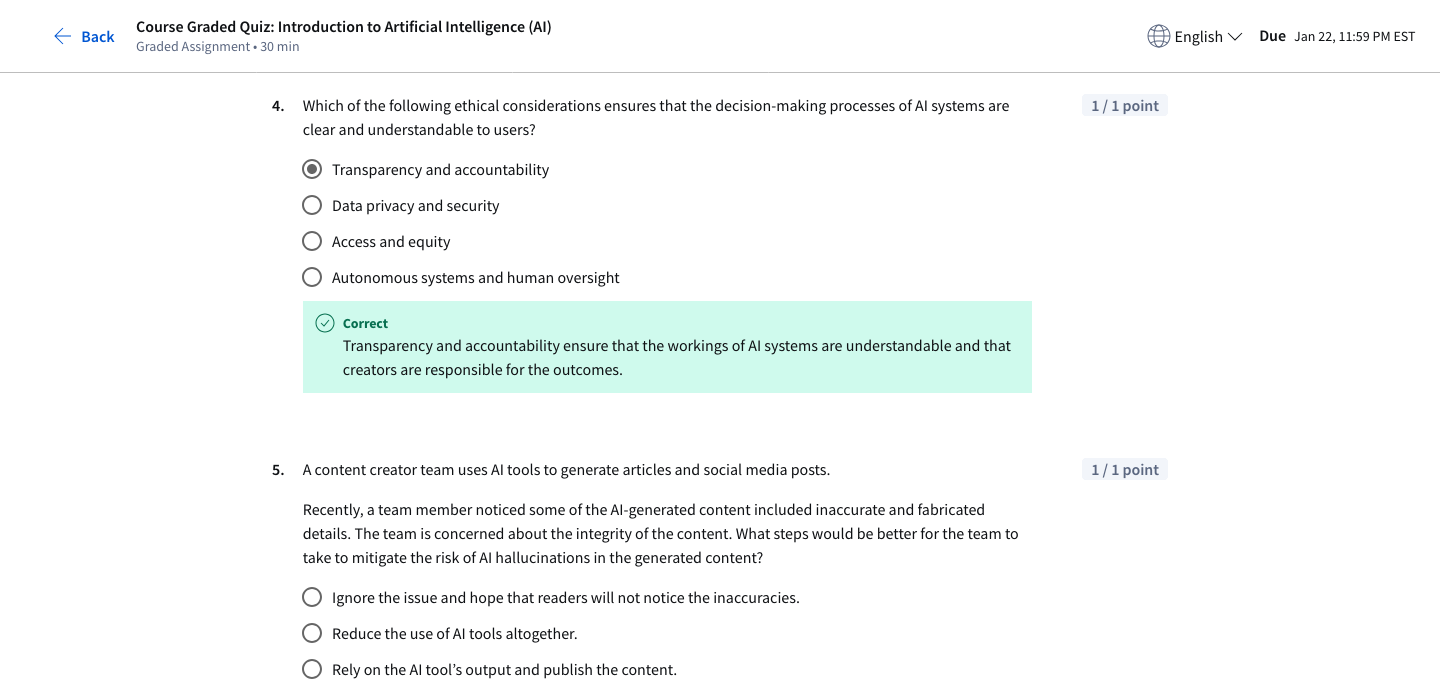 Back
Course Graded Quiz: Introduction to Artificial Intelligence (AI)
Graded Assignment • 30 min
English
Due Jan 22, 11:59 PM EST
4. Which of the following ethical considerations ensures that the decision-making processes of AI systems are
clear and understandable to users?
1 / 1 point
Transparency and accountability
Data privacy and security
Access and equity
Autonomous systems and human oversight
Correct
Transparency and accountability ensure that the workings of AI systems are understandable and that
creators are responsible for the outcomes.
5. A content creator team uses AI tools to generate articles and social media posts.
1 / 1 point
Recently, a team member noticed some of the AI-generated content included inaccurate and fabricated
details. The team is concerned about the integrity of the content. What steps would be better for the team to
take to mitigate the risk of AI hallucinations in the generated content?
Ignore the issue and hope that readers will not notice the inaccuracies.
Reduce the use of AI tools altogether.
Rely on the AI tool’s output and publish the content.